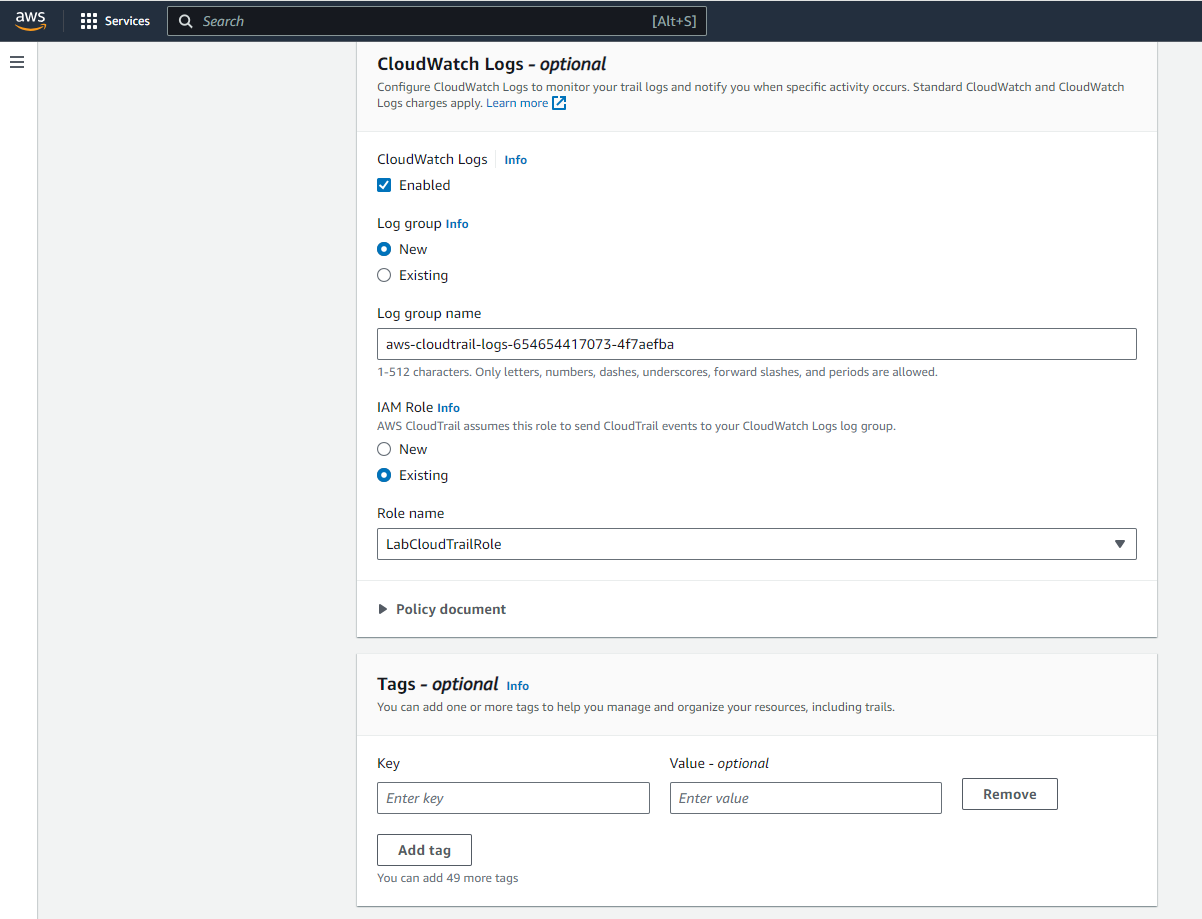 aws
Services
Search
[Alt+S]
CloudWatch Logs - optional
Configure CloudWatch Logs to monitor your trail logs and notify you when specific activity occurs. Standard CloudWatch and CloudWatch
Logs charges apply. Learn more
CloudWatch Logs Info
Enabled
Log group Info
New
Existing
Log group name
aws-cloudtrail-logs-654654417073-4f7aefba
1-512 characters. Only letters, numbers, dashes, underscores, forward slashes, and periods are allowed.
IAM Role Info
AWS CloudTrail assumes this role to send CloudTrail events to your CloudWatch Logs log group.
New
Existing
Role name
LabCloudTrailRole
Policy document
Tags - optional Info
You can add one or more tags to help you manage and organize your resources, including trails.
Key
Value - optional
Enter key
Enter value
Remove
Add tag
You can add 49 more tags